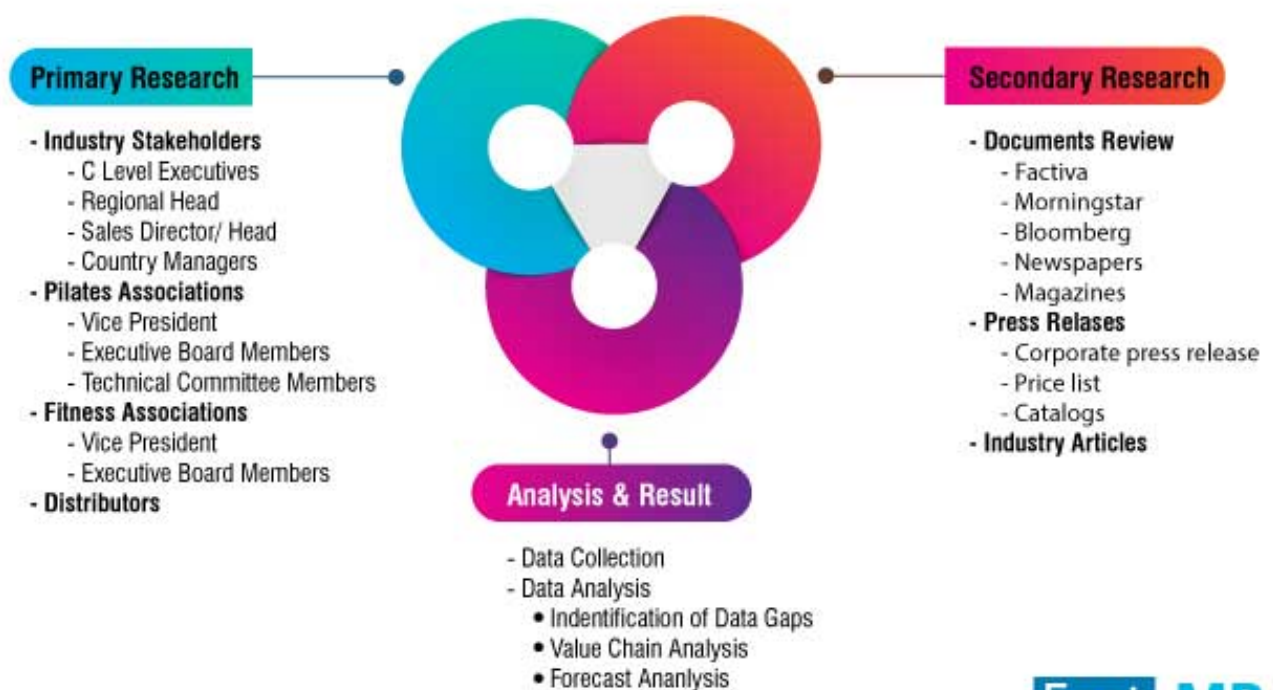 Primary Research
- Industry Stakeholders
- C Level Executives
- Regional Head
- Sales Director/ Head
- Country Managers
- Pilates Associations
- Vice President
- Executive Board Members
- Technical Committee Members
- Fitness Associations
- Vice President
- Executive Board Members
- Distributors
Secondary Research
- Documents Review
- Factiva
- Morningstar
- Bloomberg
- Newspapers
- Magazines
- Press Relases
- Corporate press release
- Price list
- Catalogs
- Industry Articles
Analysis & Result
- Data Collection
- Data Analysis
• Indentification of Data Gaps
• Value Chain Analysis
• Forecast Ananlysis